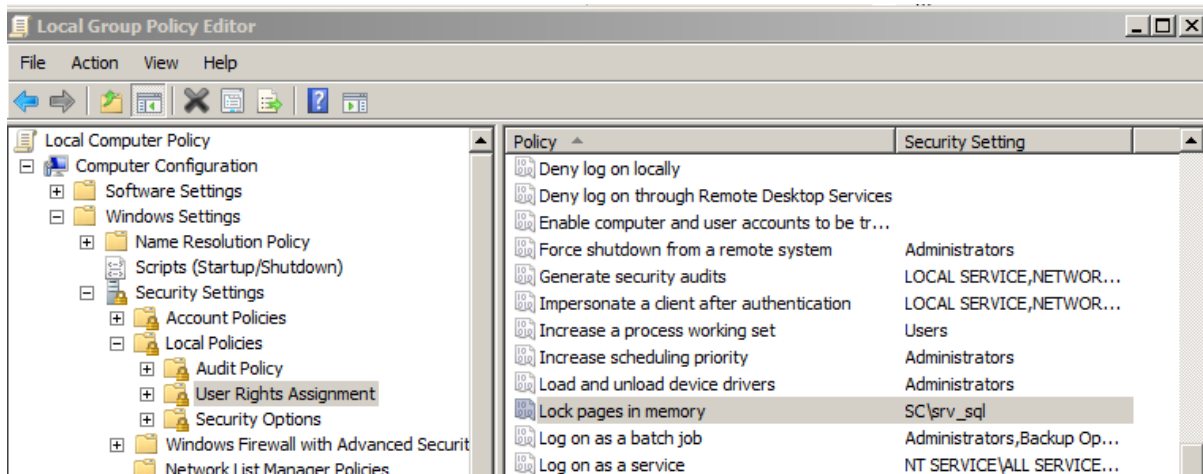 Local Group Policy Editor
File Action View Help
Local Computer Policy
Computer Configuration
Software Settings
Windows Settings
Name Resolution Policy
Scripts (Startup/Shutdown)
Security Settings
Account Policies
Local Policies
Audit Policy
User Rights Assignment
Security Options
Windows Firewall with Advanced Securit
Network List Manager Policies
Policy Security Setting
Deny log on locally
Deny log on through Remote Desktop Services
Enable computer and user accounts to be tr...
Force shutdown from a remote system Administrators
Generate security audits LOCAL SERVICE,NETWOR...
Impersonate a client after authentication LOCAL SERVICE,NETWOR...
Increase a process working set Users
Increase scheduling priority Administrators
Load and unload device drivers Administrators
Lock pages in memory SC\srv_sql
Log on as a batch job Administrators,Backup Op...
Log on as a service NT SERVICE\ALL SERVICE...